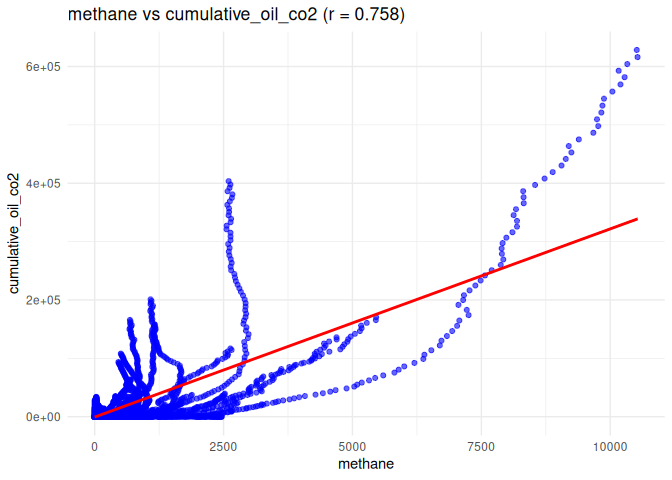 methane vs cumulative_oil_co2 (r = 0.758)
6e+05
4e+05
2e+05
0e+00
cumulative_oil_co2
0
2500
5000
7500
10000
methane